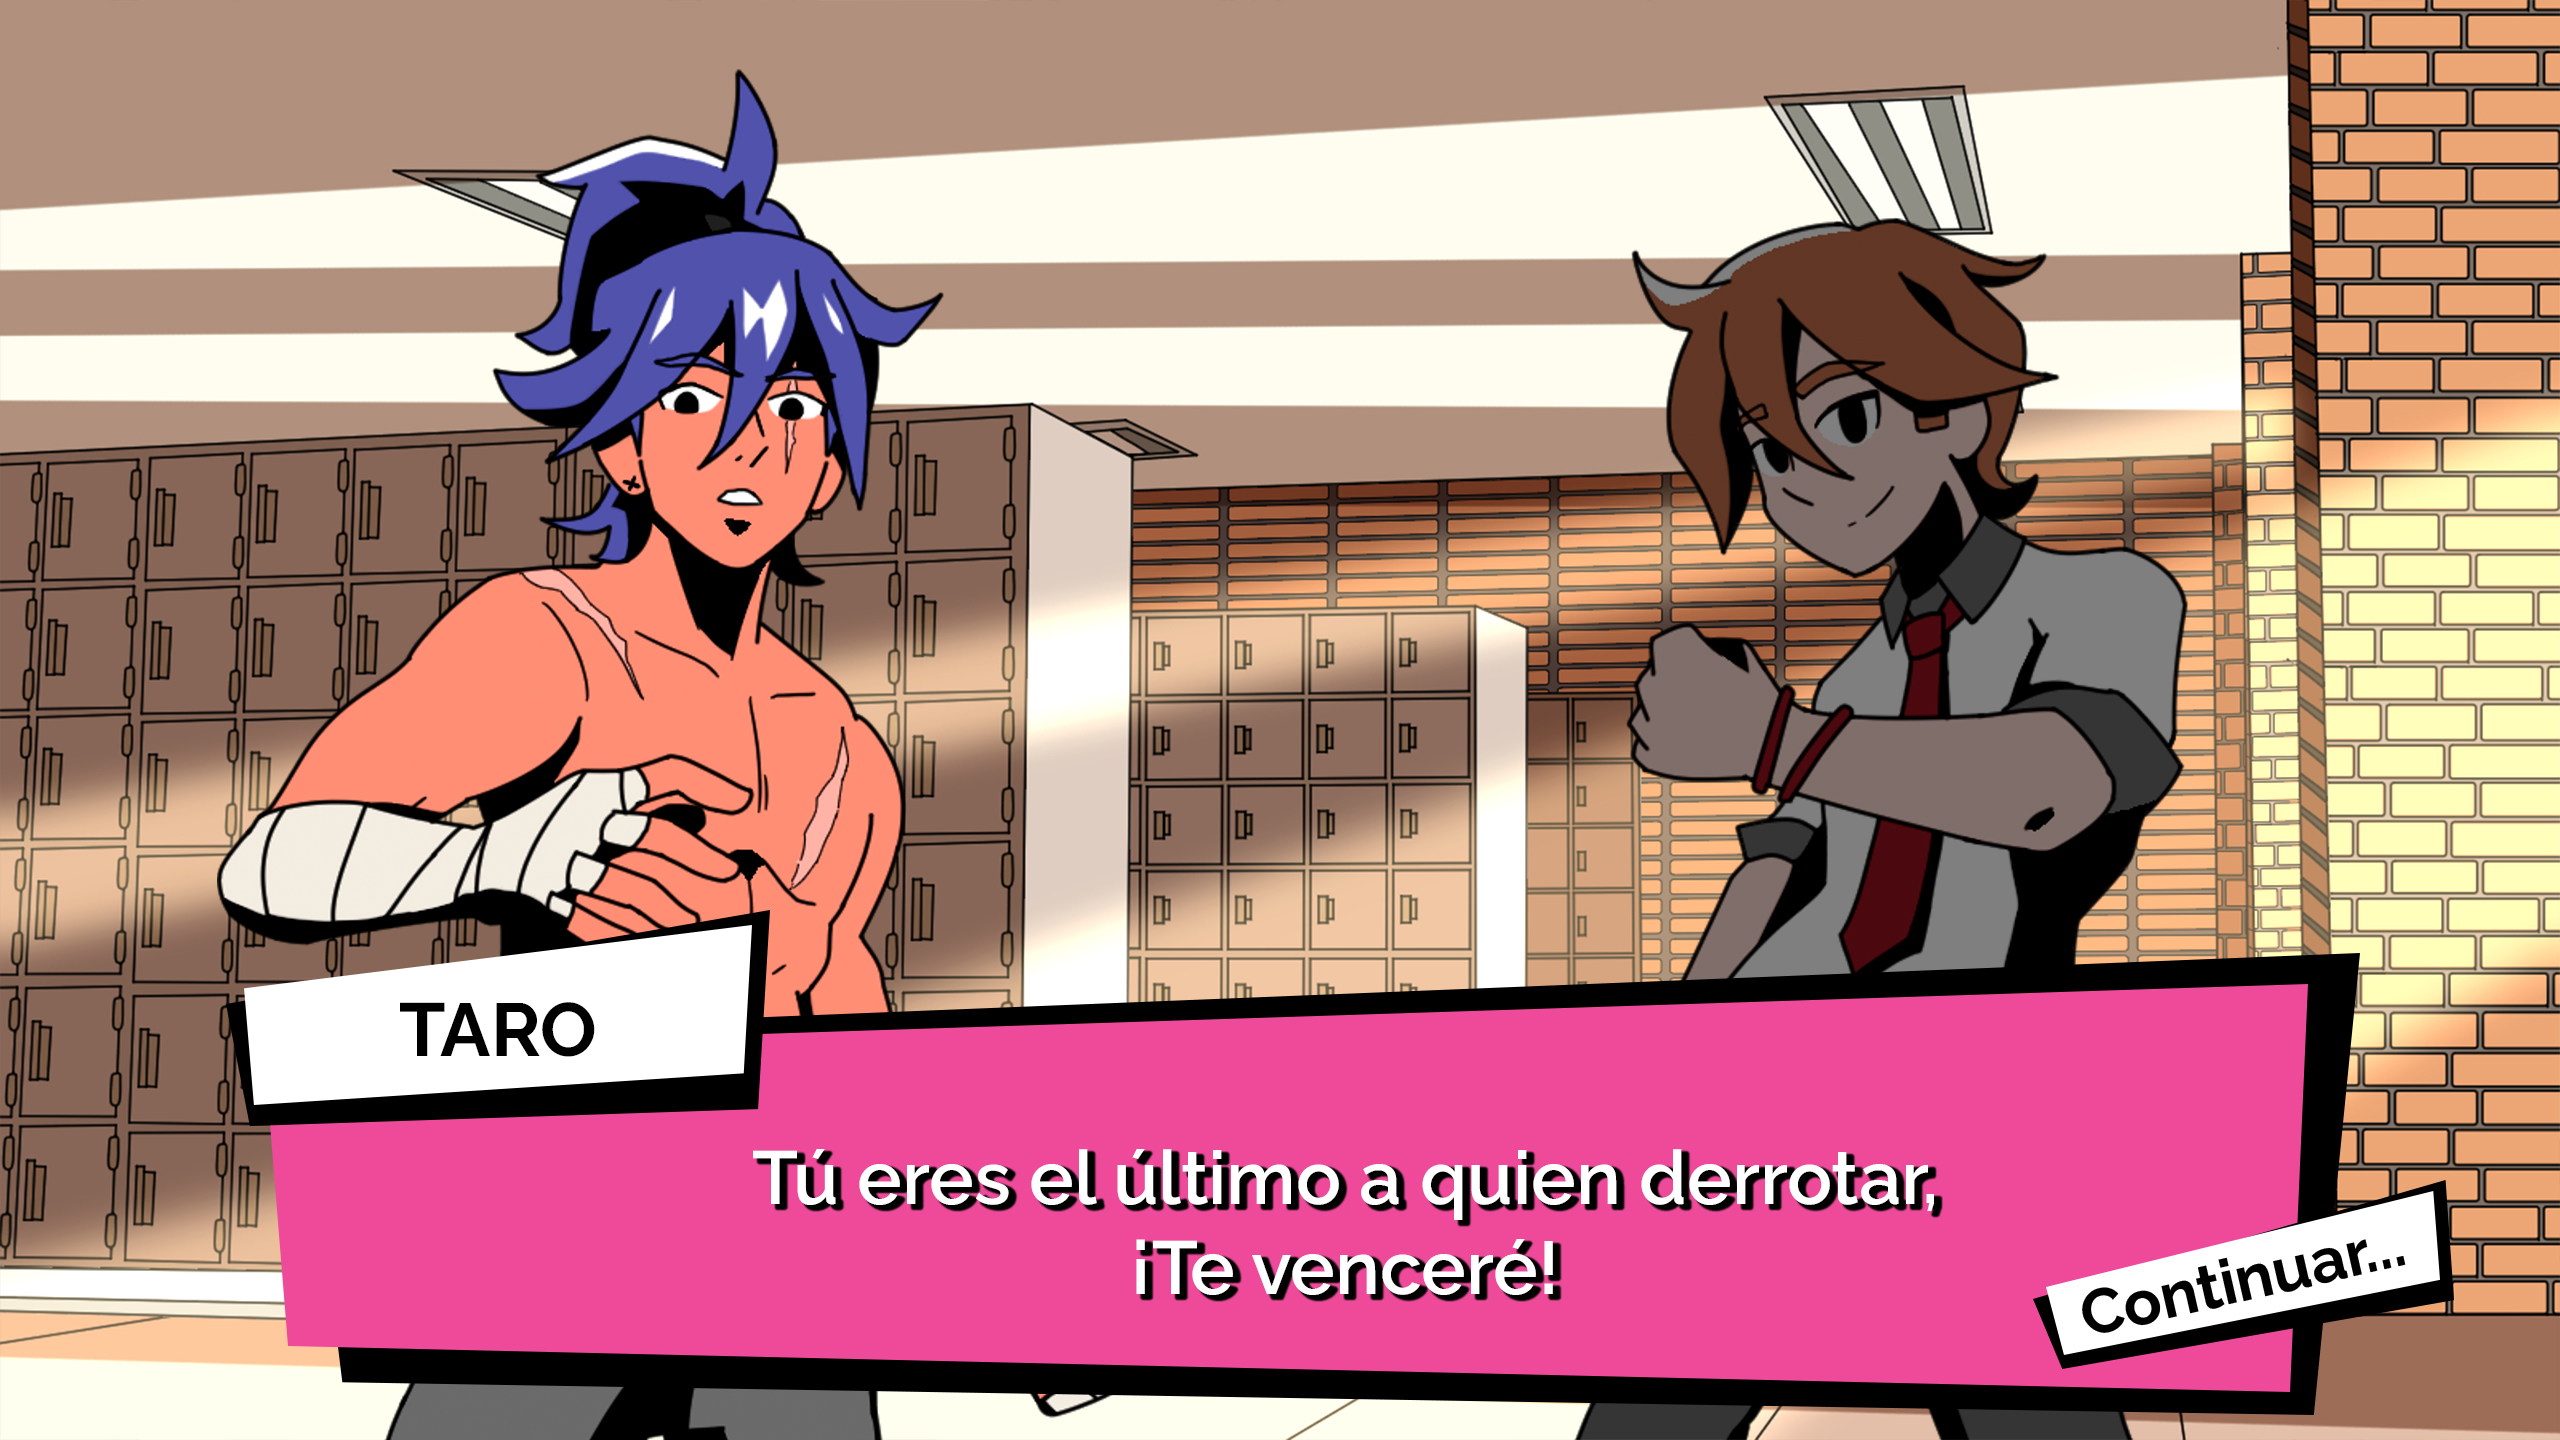 TARO
Tú eres el último a quien derrotar,
¡Te venceré!
Continuar...